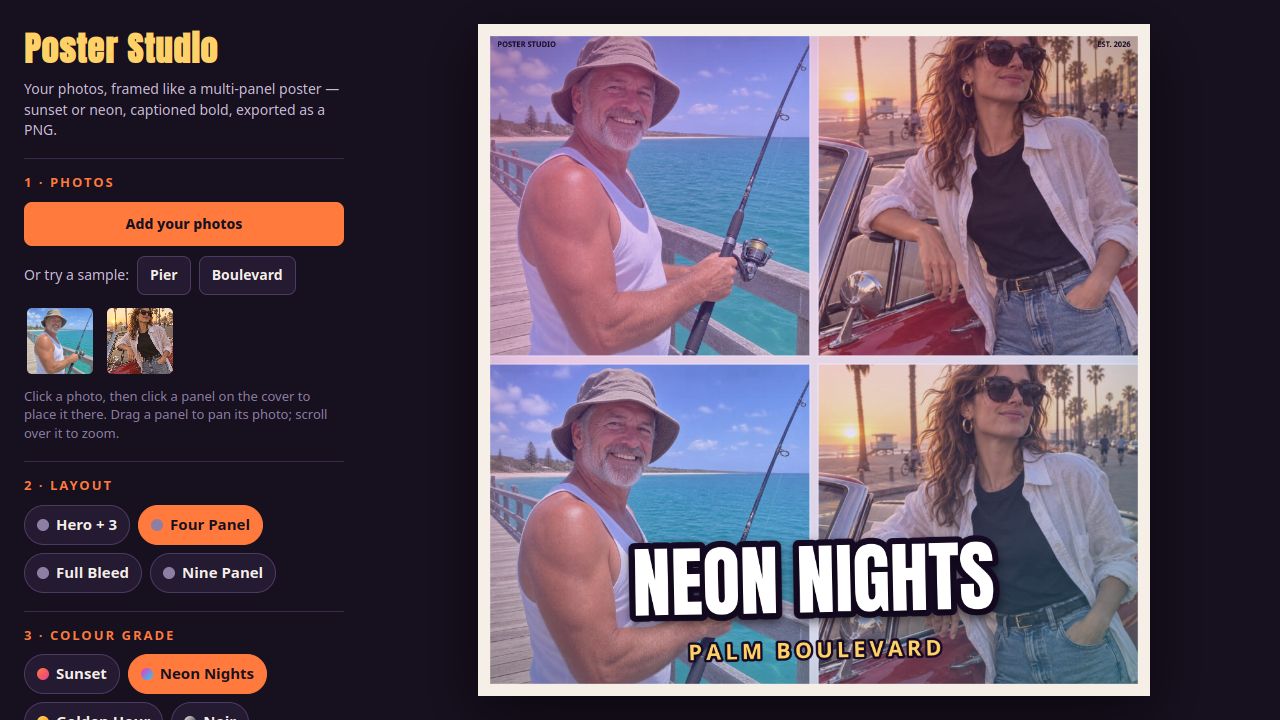 Poster Studio
Your photos, framed like a multi-panel poster —
sunset or neon, captioned bold, exported as a
PNG.
1 · PHOTOS
Add your photos
Or try a sample:
Pier
Boulevard
Click a photo, then click a panel on the cover to
place it there. Drag a panel to pan its photo; scroll
over it to zoom.
2 · LAYOUT
Hero + 3
Four Panel
Full Bleed
Nine Panel
3 · COLOUR GRADE
Sunset
Neon Nights
Golden Hour
Noir
POSTER STUDIO
EST. 2026
NEON NIGHTS
PALM BOULEVARD